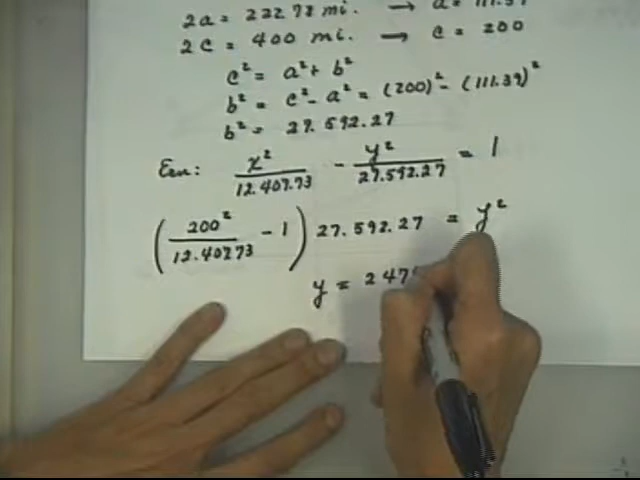 2a = 222.78 mi. → a = 111.39
2c = 400 mi. → c = 200
c² = a² + b²
b² = c² - a² = (200)² - (111.39)²
b² = 27.592.27
Eqn: x²/12.407.73 - y²/27.592.27 = 1
(200²/12.407.73 - 1) 27.592.27 = y²
y = 247